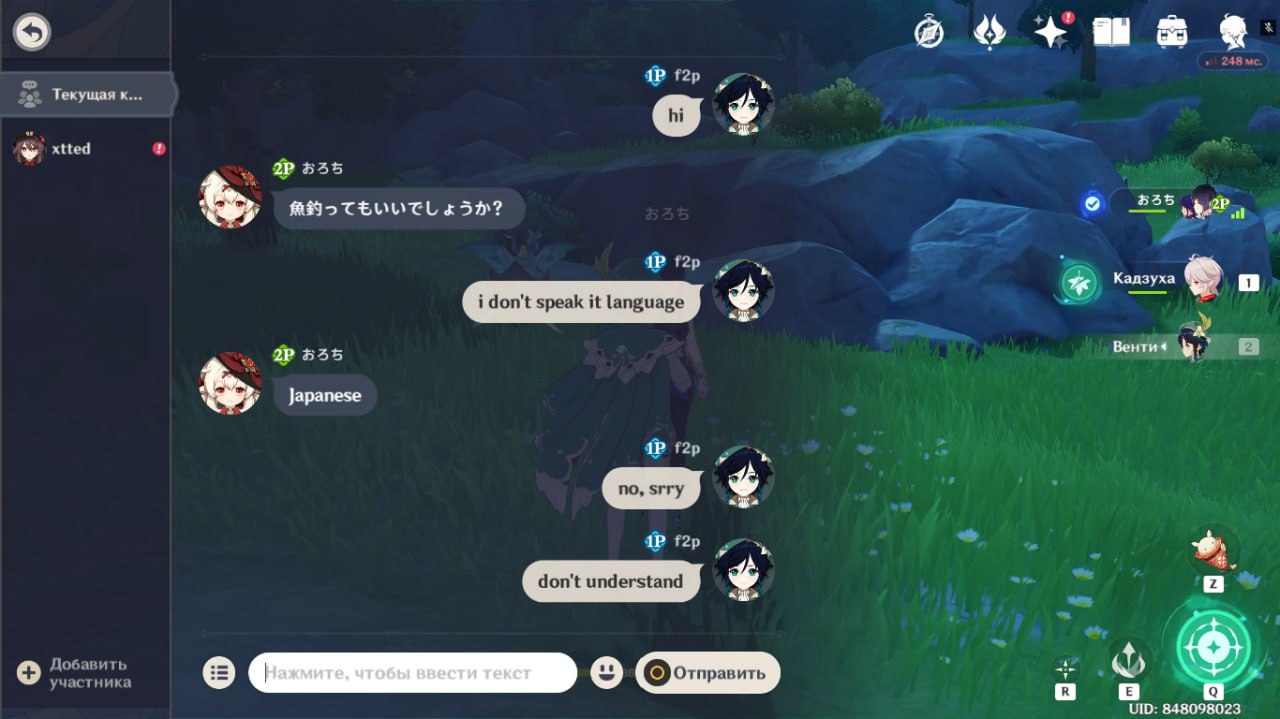 248 мс.
Текущая к...
xtted
1P f2p
hi
2P おろち
魚釣ってもいいでしょうか?
おろち
1P f2p
i don't speak it language
2P おろち
Japanese
1P f2p
no, srry
1P f2p
don't understand
おろち 2P
Кадзуха 1
Венти 2
Добавить
участника
Нажмите, чтобы ввести текст
Отправить
Z
R
E
Q
UID: 848098023